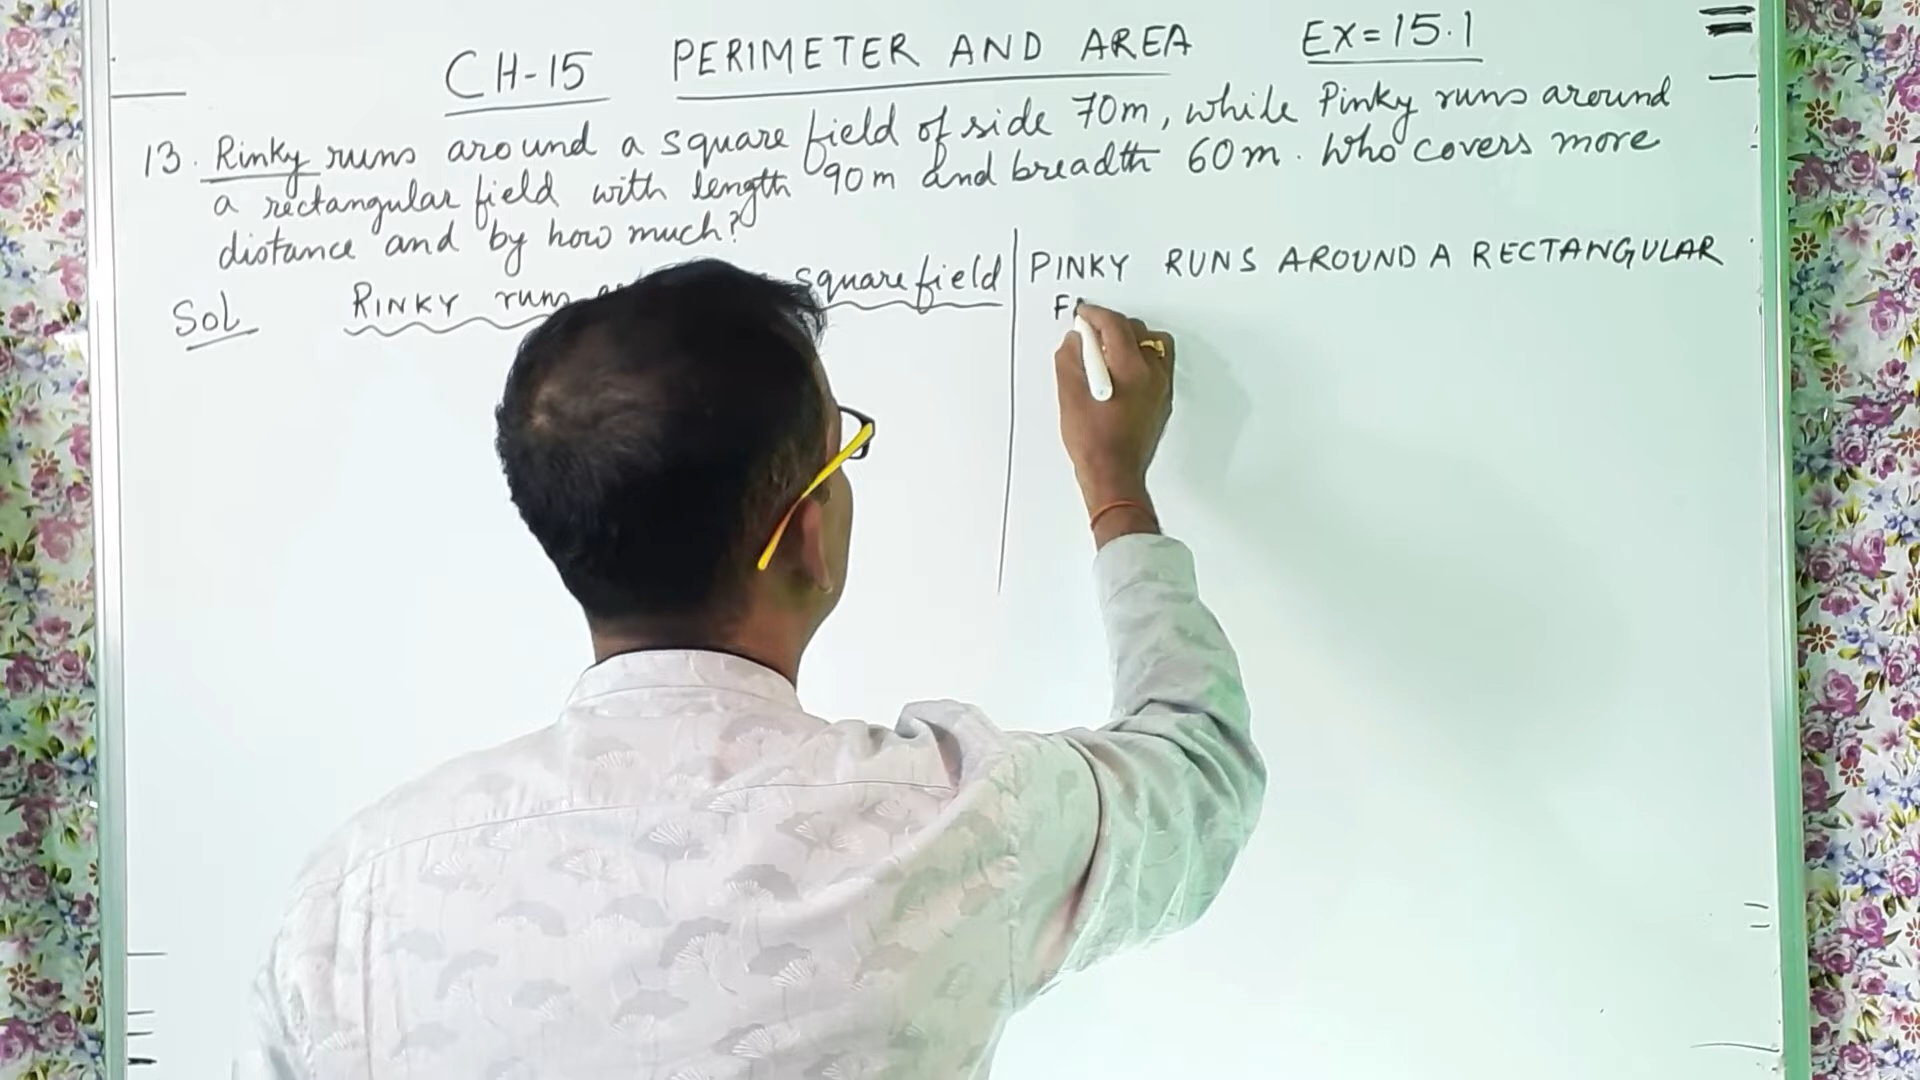 CH-15 PERIMETER AND AREA EX=15.1
13. Rinky runs around a square field of side 70m, while Pinky runs around
a rectangular field with length 90m and breadth 60m. Who covers more
distance and by how much?
Sol RINKY runs square field
PINKY RUNS AROUND A RECTANGULAR